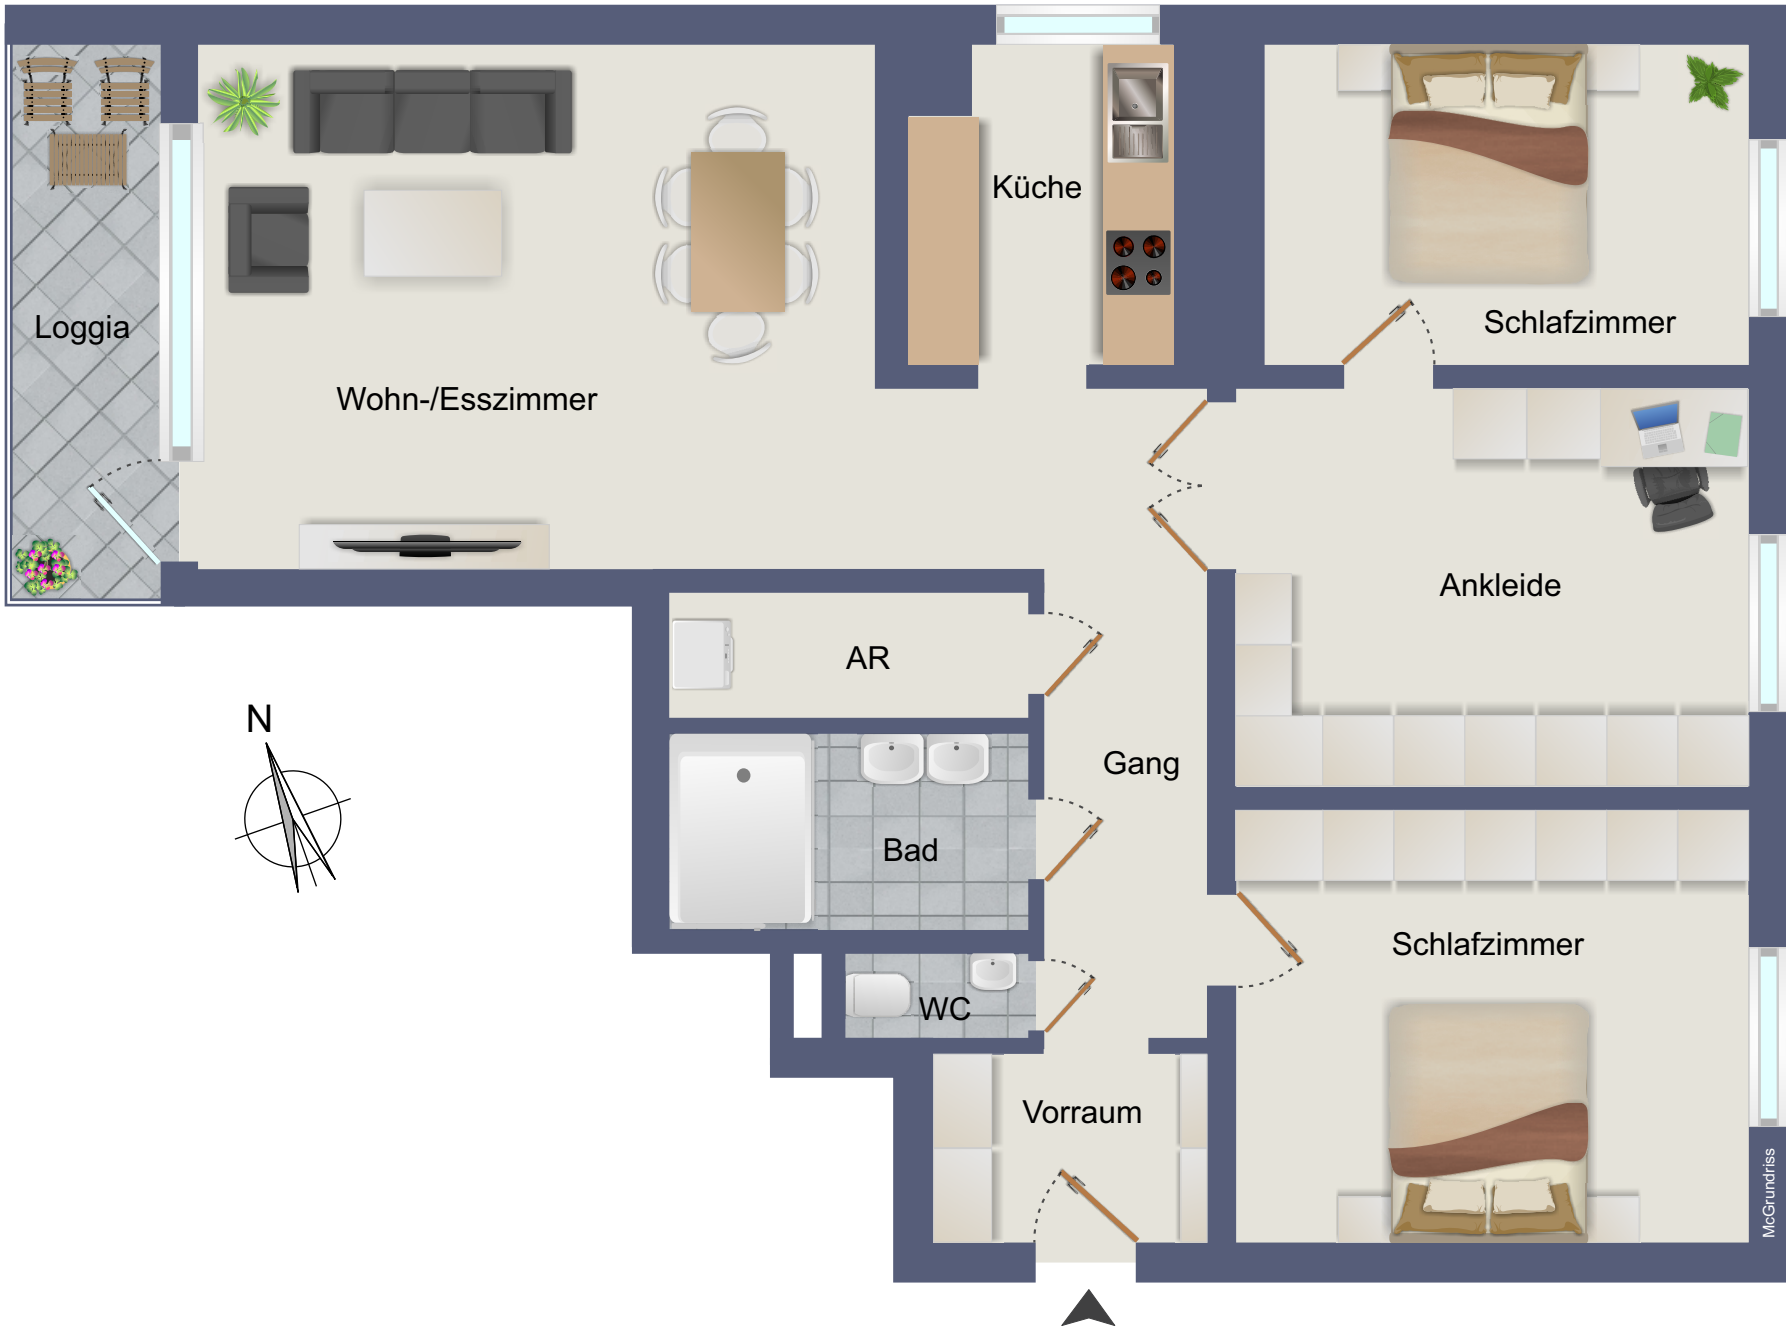 Küche
Schlafzimmer
Loggia
Wohn-/Esszimmer
Ankleide
AR
N
Gang
Bad
Schlafzimmer
WC
Vorraum
McGrundriss